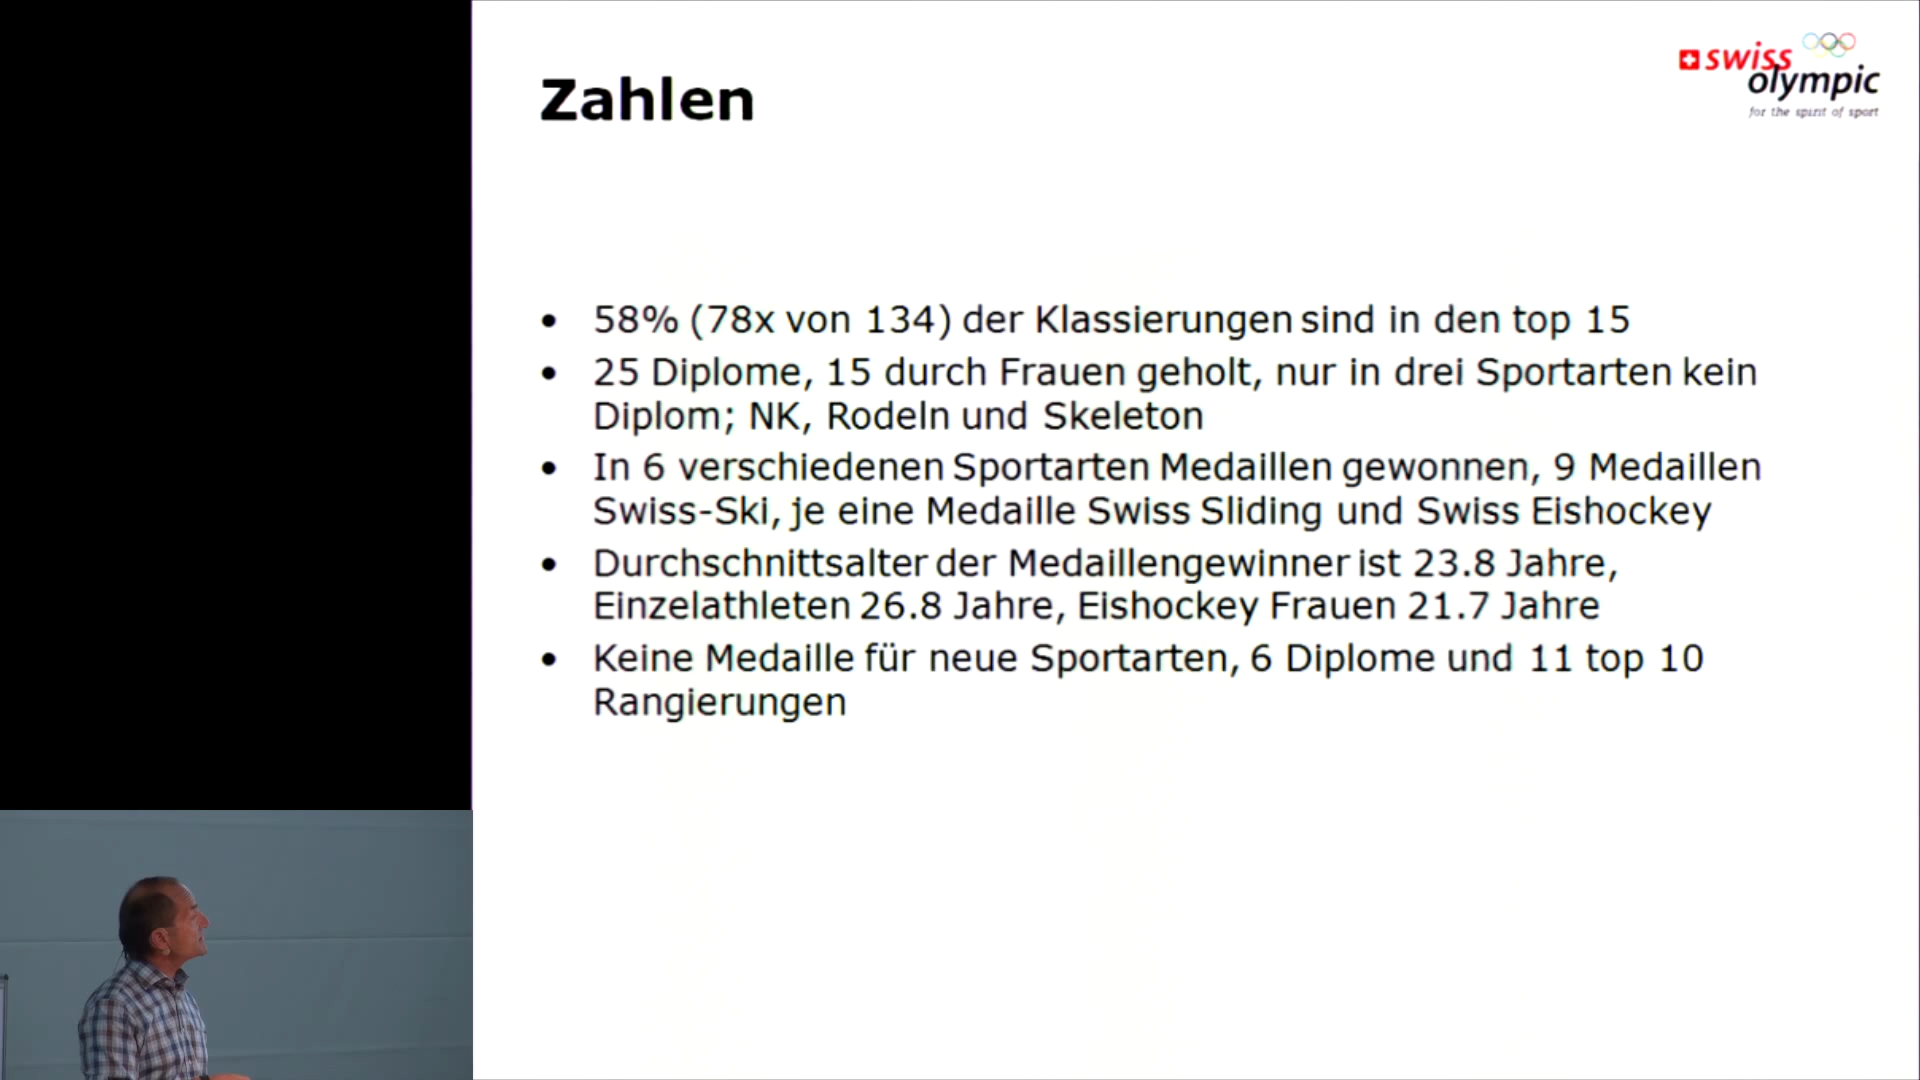 Zahlen
swiss
olympic
for the spirit of sport
• 58% (78x von 134) der Klassierungen sind in den top 15
• 25 Diplome, 15 durch Frauen geholt, nur in drei Sportarten kein
Diplom; NK, Rodeln und Skeleton
• In 6 verschiedenen Sportarten Medaillen gewonnen, 9 Medaillen
Swiss-Ski, je eine Medaille Swiss Sliding und Swiss Eishockey
• Durchschnittsalter der Medaillengewinner ist 23.8 Jahre,
Einzelathleten 26.8 Jahre, Eishockey Frauen 21.7 Jahre
• Keine Medaille für neue Sportarten, 6 Diplome und 11 top 10
Rangierungen